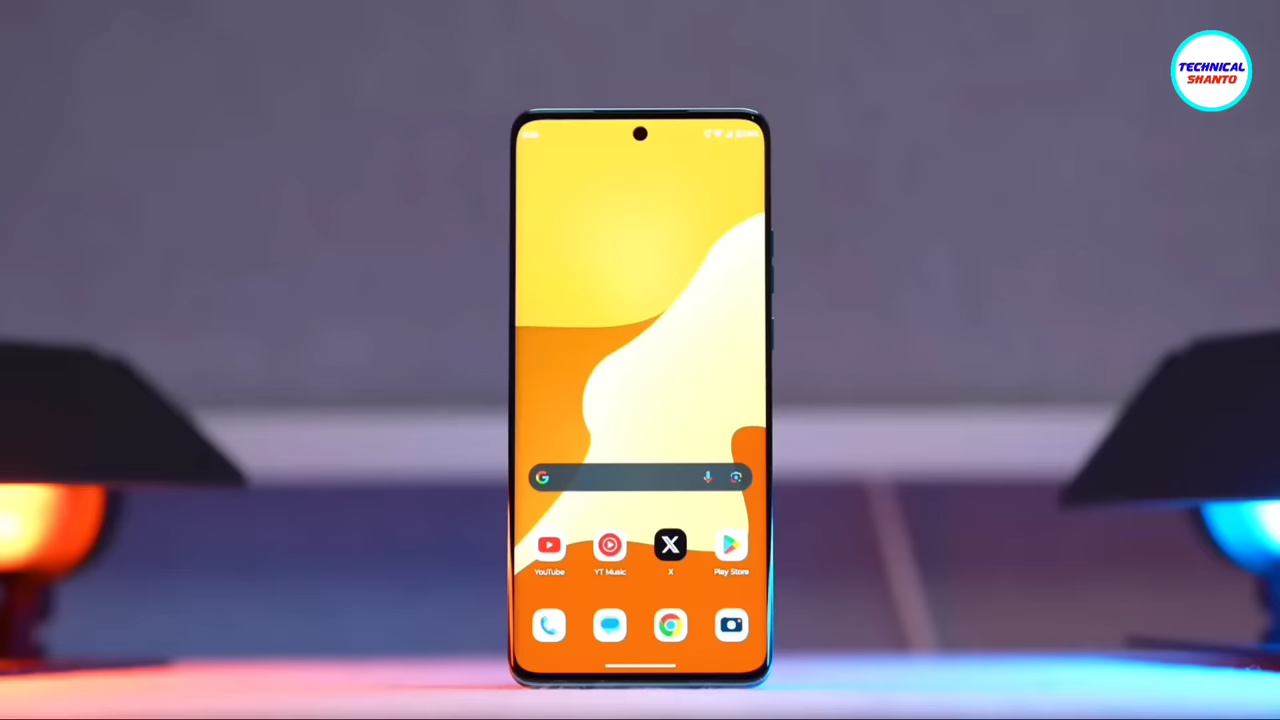 TECHNICAL
SHANTO
YouTube
YT Music
X
Play Store